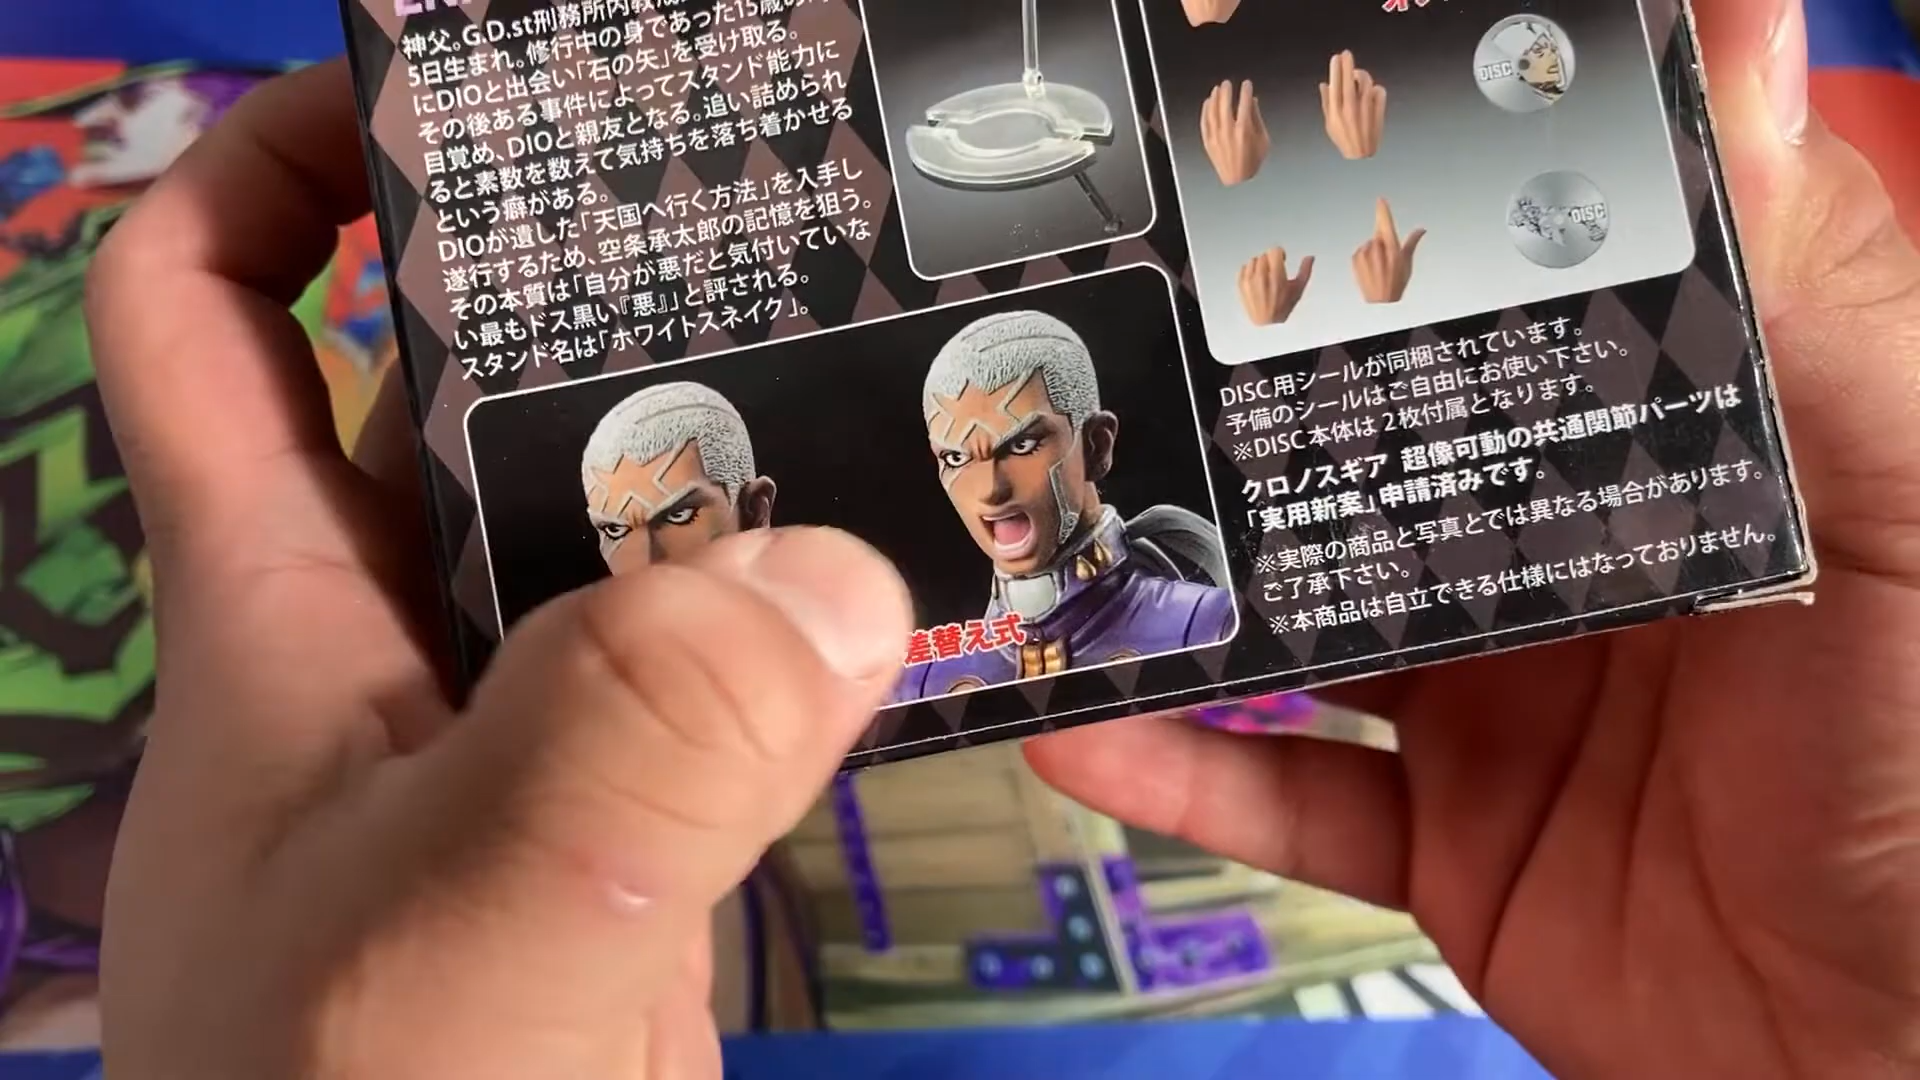 神父。G.D.st刑務所内教
5日生まれ。修行中の身であった15歳
にDIOと出会い「石の矢」を受け取る。
その後ある事件によってスタンド能力に
目覚め、DIOと親友となる。追い詰められ
ると素数を数えて気持ちを落ち着かせる
という癖がある。
DIOが遺した「天国へ行く方法」を入手し
遂行するため、空条承太郎の記憶を狙う。
その本質は「自分が悪だと気付いていな
い最もドス黒い『悪』」と評される。
スタンド名は「ホワイトスネイク」。
差替え式
DISC
DISC
DISC用シールが同梱されています。
予備のシールはご自由にお使い下さい。
※DISC本体は2枚付属となります。
クロノスギア 超像可動の共通関節パーツは
「実用新案」申請済みです。
※実際の商品と写真とでは異なる場合があります。
ご了承下さい。
※本商品は自立できる仕様にはなっておりません。